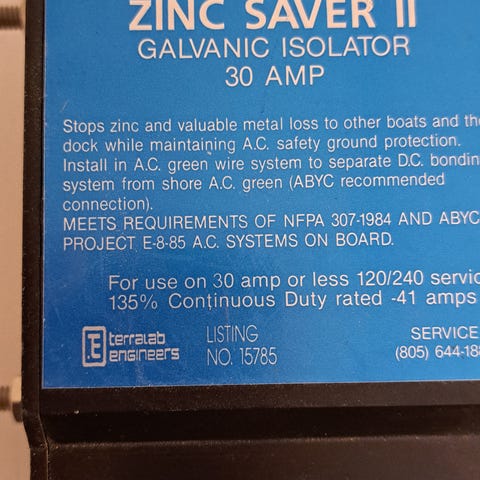 ZINC SAVER II
GALVANIC ISOLATOR
30 AMP
Stops zinc and valuable metal loss to other boats and the
dock while maintaining A.C. safety ground protection.
Install in A.C. green wire system to separate D.C. bonding
system from shore A.C. green (ABYC recommended
connection).
MEETS REQUIREMENTS OF NFPA 307-1984 AND ABYC
PROJECT E-8-85 A.C. SYSTEMS ON BOARD.
For use on 30 amp or less 120/240
135% Continuous Duty rated -41 amps
terralab
engineers
LISTING
NO. 15785
SERVICE
(805)